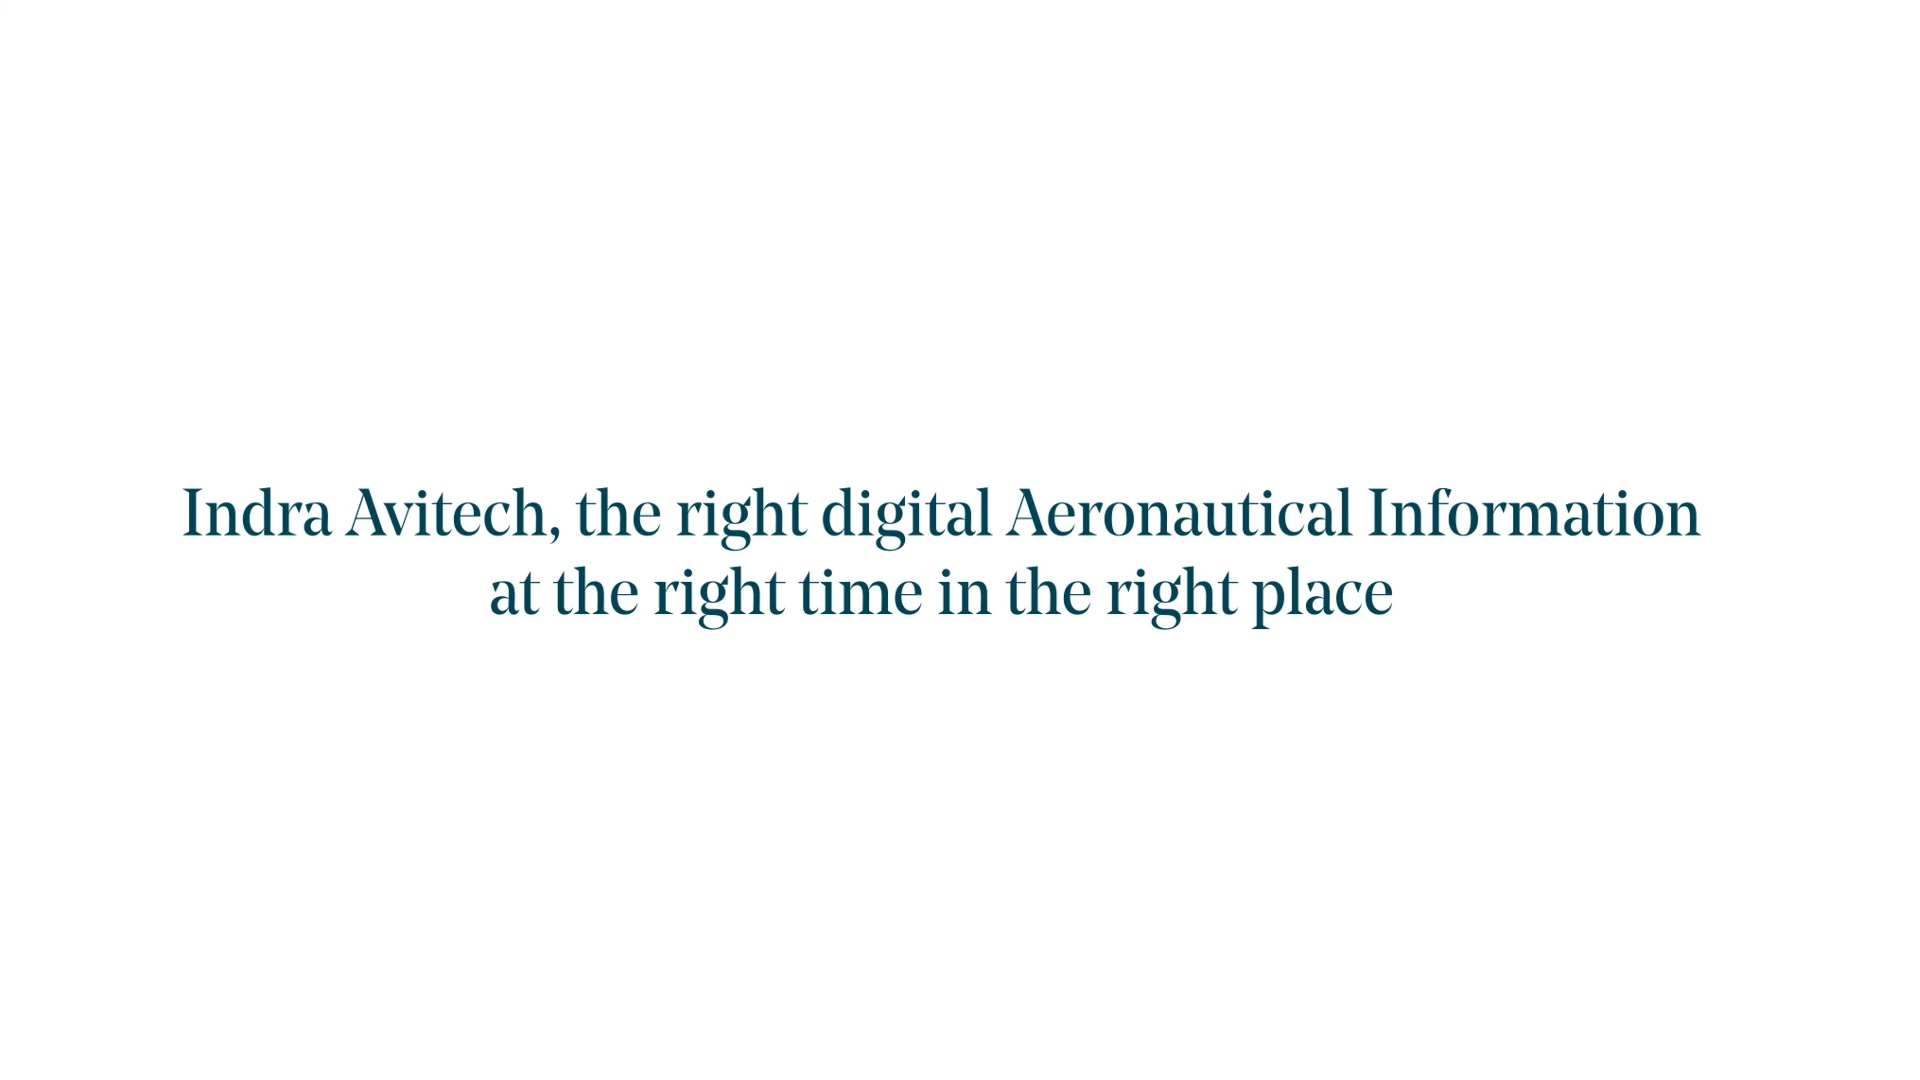 Indra Avitech, the right digital Aeronautical Information
at the right time in the right place